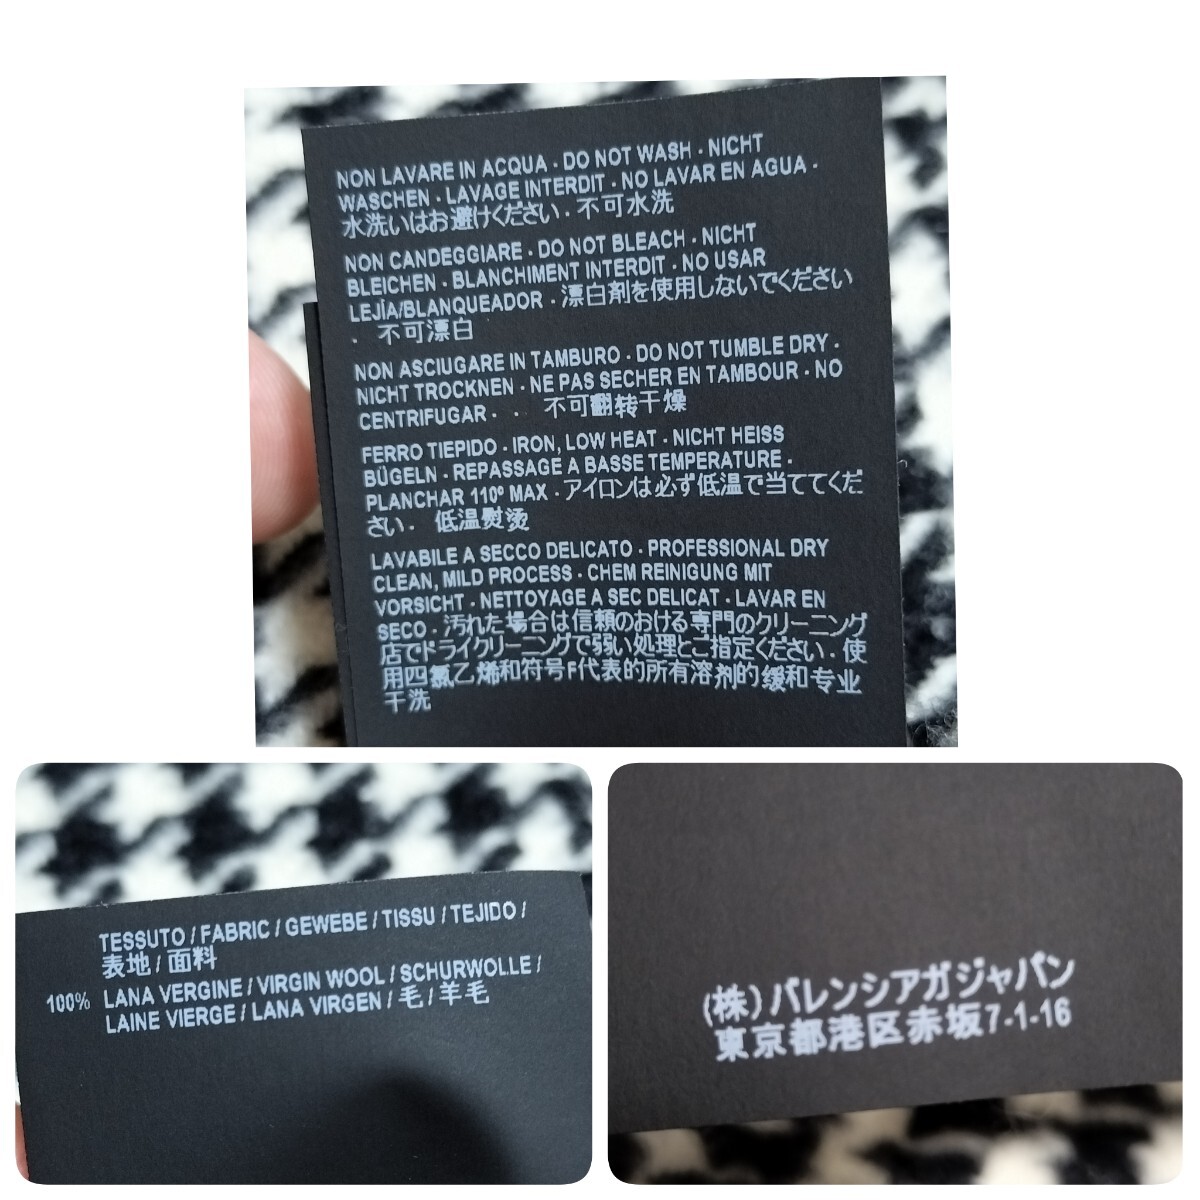 NON LAVARE IN ACQUA - DO NOT WASH - NICHT
WASCHEN - LAVAGE INTERDIT - NO LAVAR EN AGUA -
水洗いはお避けください - 不可水洗
NON CANDEGGIARE - DO NOT BLEACH - NICHT
BLEICHEN - BLANCHIMENT INTERDIT - NO USAR
LEJÍA/BLANQUEADOR - 漂白剤を使用しないでください
- 不可漂白
NON ASCIUGARE IN TAMBURO - DO NOT TUMBLE DRY -
NICHT TROCKNEN - NE PAS SECHER EN TAMBOUR - NO
CENTRIFUGAR - - 不可翻转干燥
FERRO TIEPIDO - IRON, LOW HEAT - NICHT HEISS
BÜGELN - REPASSAGE A BASSE TEMPERATURE -
PLANCHAR 110º MAX - アイロンは必ず低温で当ててくだ
さい - 低温熨烫
LAVABILE A SECCO DELICATO - PROFESSIONAL DRY
CLEAN, MILD PROCESS - CHEM REINIGUNG MIT
VORSICHT - NETTOYAGE A SEC DELICAT - LAVAR EN
SECO - 汚れた場合は信頼のおける専門のクリーニング
店でドライクリーニングで弱い処理とご指定ください - 使
用四氯乙烯和符号F代表的所有溶剂的缓和专业
干洗
TESSUTO / FABRIC / GEWEBE / TISSU / TEJIDO /
表地 / 面料
100% LANA VERGINE / VIRGIN WOOL / SCHURWOLLE /
LAINE VIERGE / LANA VIRGEN / 毛 / 羊毛
(株) バレンシアガジャパン
東京都港区赤坂7-1-16